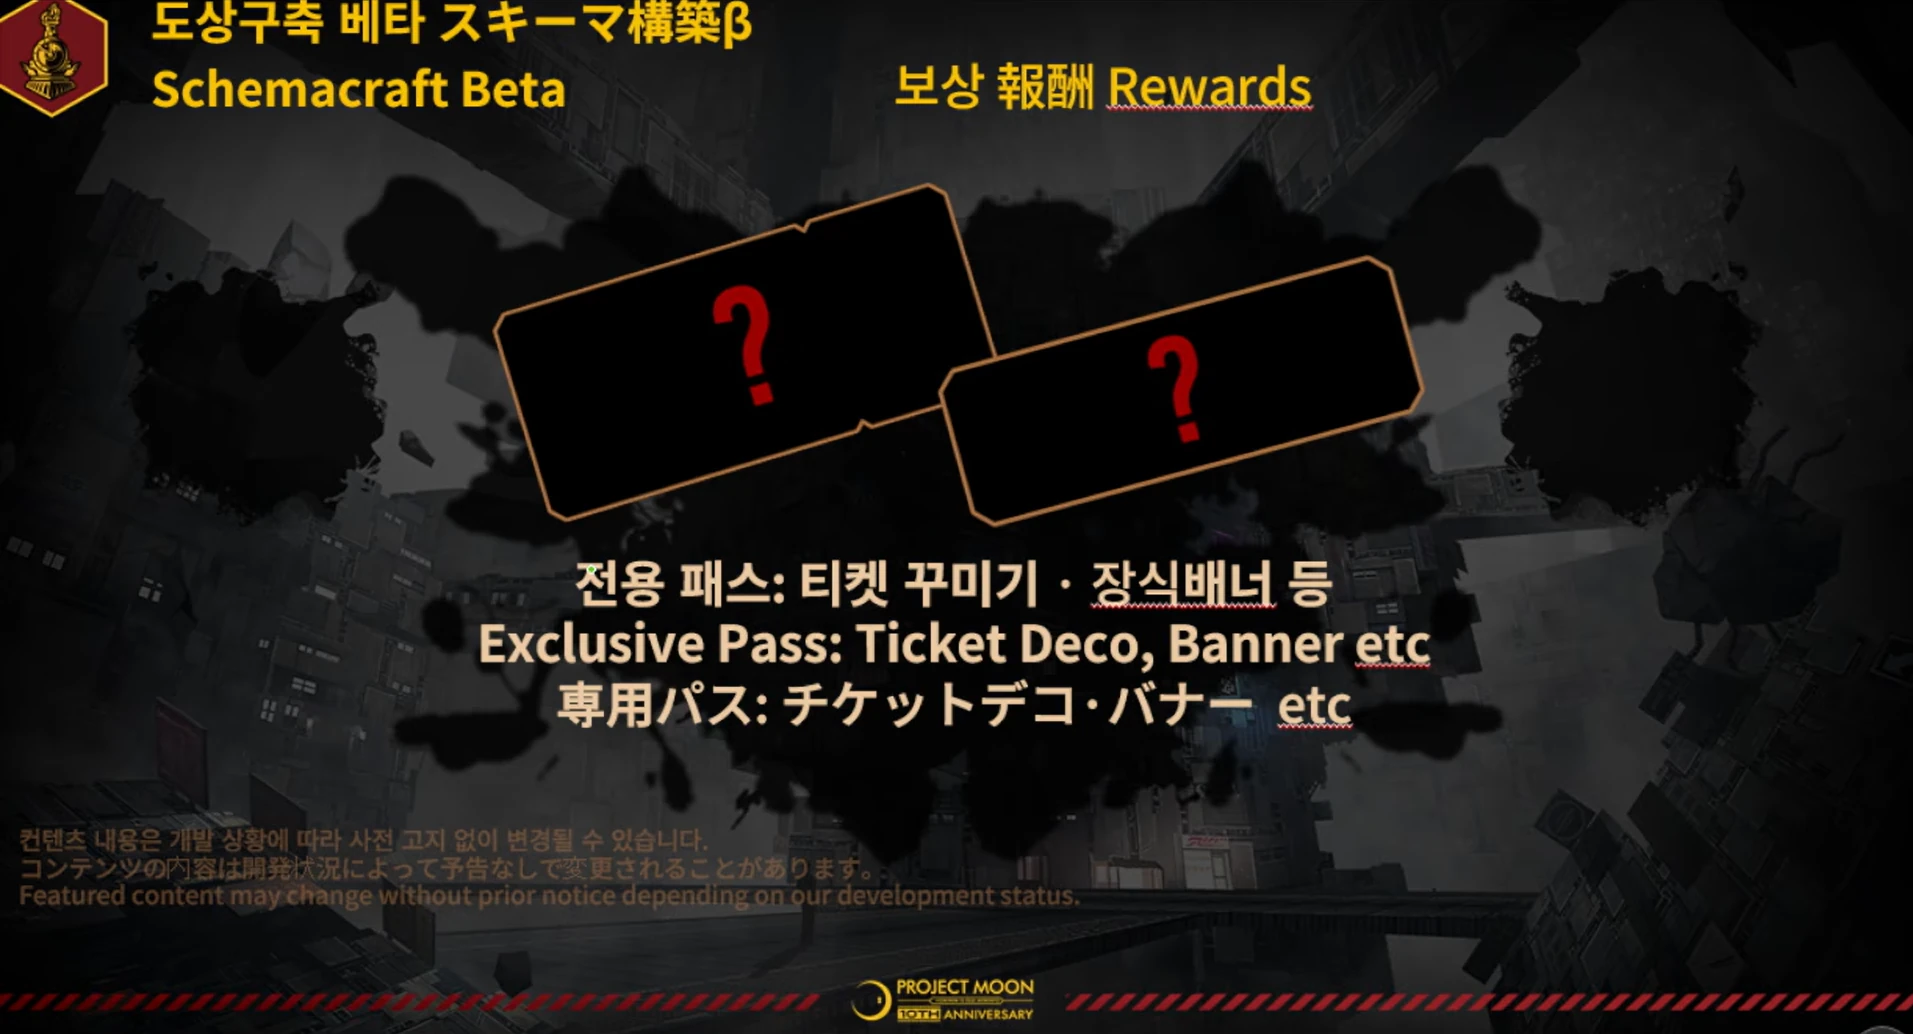 도상구축 베타 スキーマ構築β
Schemacraft Beta
보상 報酬 Rewards
?
?
전용 패스: 티켓 꾸미기 · 장식배너 등
Exclusive Pass: Ticket Deco, Banner etc
専用パス: チケットデコ·バナー etc
컨텐츠 내용은 개발 상황에 따라 사전 고지 없이 변경될 수 있습니다.
コンテンツの内容は開発状況によって予告なしで変更されることがあります。
Featured content may change without prior notice depending on our development status.
PROJECT MOON
10TH ANNIVERSARY